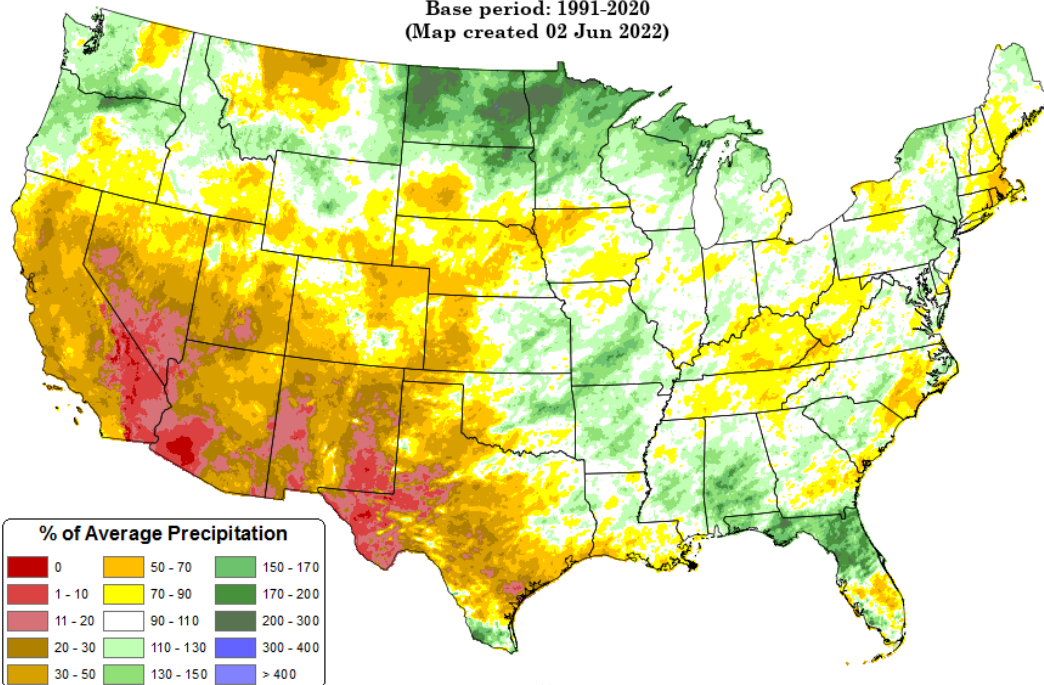 Base period: 1991-2020
(Map created 02 Jun 2022)
% of Average Precipitation
0
50 - 70
150 - 170
1 - 10
70 - 90
170 - 200
11 - 20
90 - 110
200 - 300
20 - 30
110 - 130
300 - 400
30 - 50
130 - 150
> 400